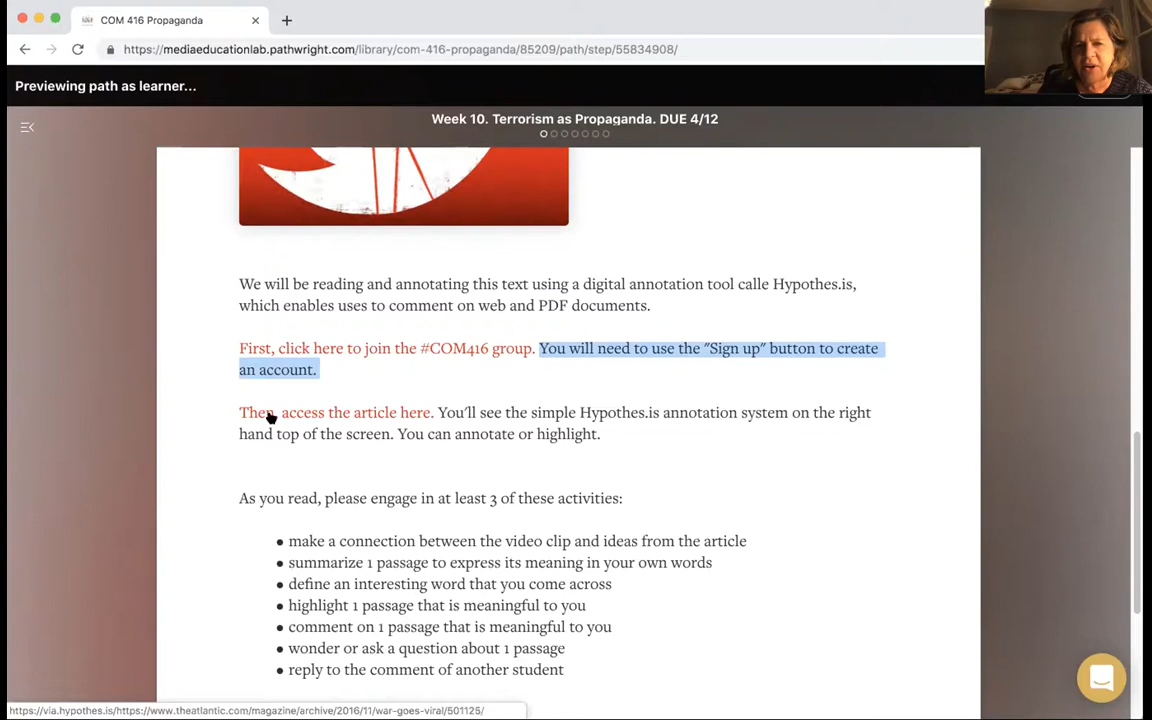 COM 416 Propaganda
https://mediaeducationlab.pathwright.com/library/com-416-propaganda/85209/path/step/55834908/
Previewing path as learner...
Week 10. Terrorism as Propaganda. DUE 4/12
We will be reading and annotating this text using a digital annotation tool calle Hypothes.is,
which enables uses to comment on web and PDF documents.
First, click here to join the #COM416 group. You will need to use the "Sign up" button to create
an account.
Then, access the article here. You'll see the simple Hypothes.is annotation system on the right
hand top of the screen. You can annotate or highlight.
As you read, please engage in at least 3 of these activities:
• make a connection between the video clip and ideas from the article
• summarize 1 passage to express its meaning in your own words
• define an interesting word that you come across
• highlight 1 passage that is meaningful to you
• comment on 1 passage that is meaningful to you
• wonder or ask a question about 1 passage
• reply to the comment of another student
https://via.hypothes.is/https://www.theatlantic.com/magazine/archive/2016/11/war-goes-viral/501125/